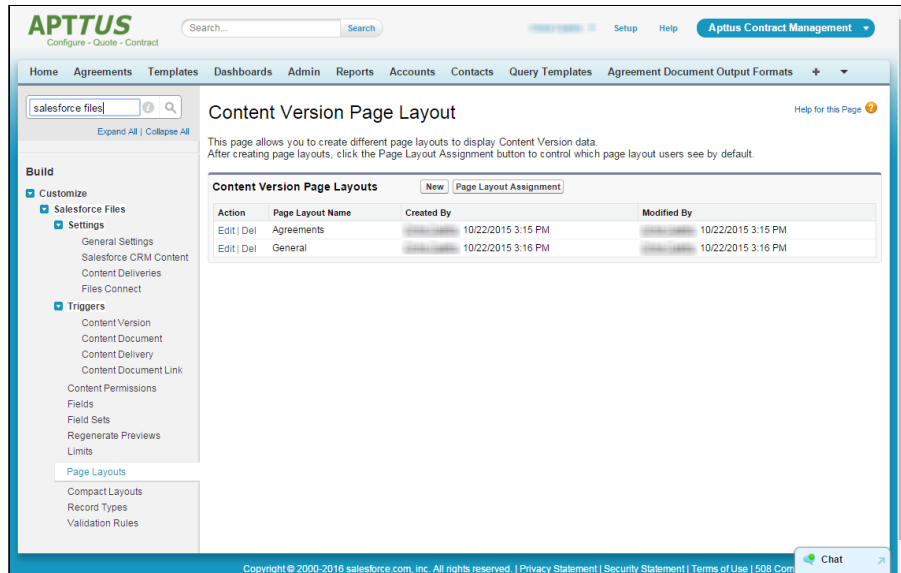 APTTUS
Configure - Quote - Contract
Search...
Search
Setup
Help
Apttus Contract Management
Home Agreements Templates Dashboards Admin Reports Accounts Contacts Query Templates Agreement Document Output Formats +
salesforce files
Expand All | Collapse All
Build
Customize
Salesforce Files
Settings
General Settings
Salesforce CRM Content
Content Deliveries
Files Connect
Triggers
Content Version
Content Document
Content Delivery
Content Document Link
Content Permissions
Fields
Field Sets
Regenerate Previews
Limits
Page Layouts
Compact Layouts
Record Types
Validation Rules
Content Version Page Layout
Help for this Page ?
This page allows you to create different page layouts to display Content Version data.
After creating page layouts, click the Page Layout Assignment button to control which page layout users see by default.
Content Version Page Layouts New Page Layout Assignment
Action Page Layout Name Created By Modified By
Edit | Del Agreements 10/22/2015 3:15 PM 10/22/2015 3:15 PM
Edit | Del General 10/22/2015 3:16 PM 10/22/2015 3:16 PM
Chat
Copyright © 2000-2016 salesforce.com, inc. All rights reserved. | Privacy Statement | Security Statement | Terms of Use | 508 Com